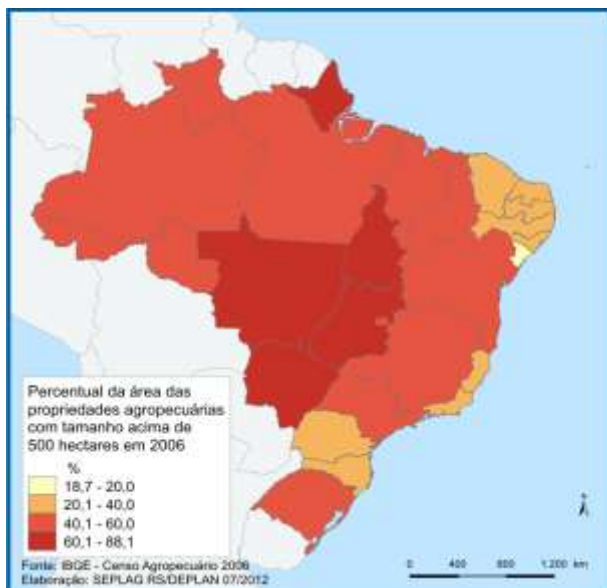 Percentual da área das
propriedades agropecuárias
com tamanho acima de
500 hectares em 2006
%
18,7 - 20,0
20,1 - 40,0
40,1 - 60,0
60,1 - 88,1
Fonte: IBGE - Censo Agropecuário 2006
Elaboração: SEPLAG RS/DEPLAN 07/2012
0 400 800 1.200 km